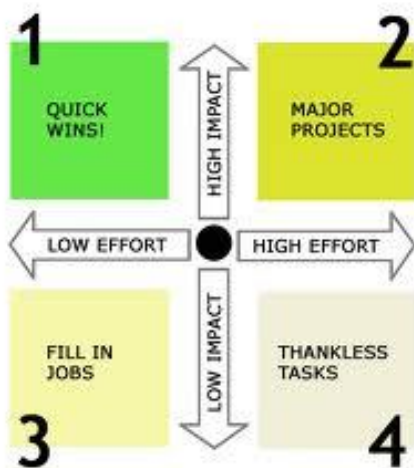 1
2
QUICK
WINS!
HIGH IMPACT
MAJOR
PROJECTS
LOW EFFORT
HIGH EFFORT
FILL IN
JOBS
LOW IMPACT
THANKLESS
TASKS
3
4